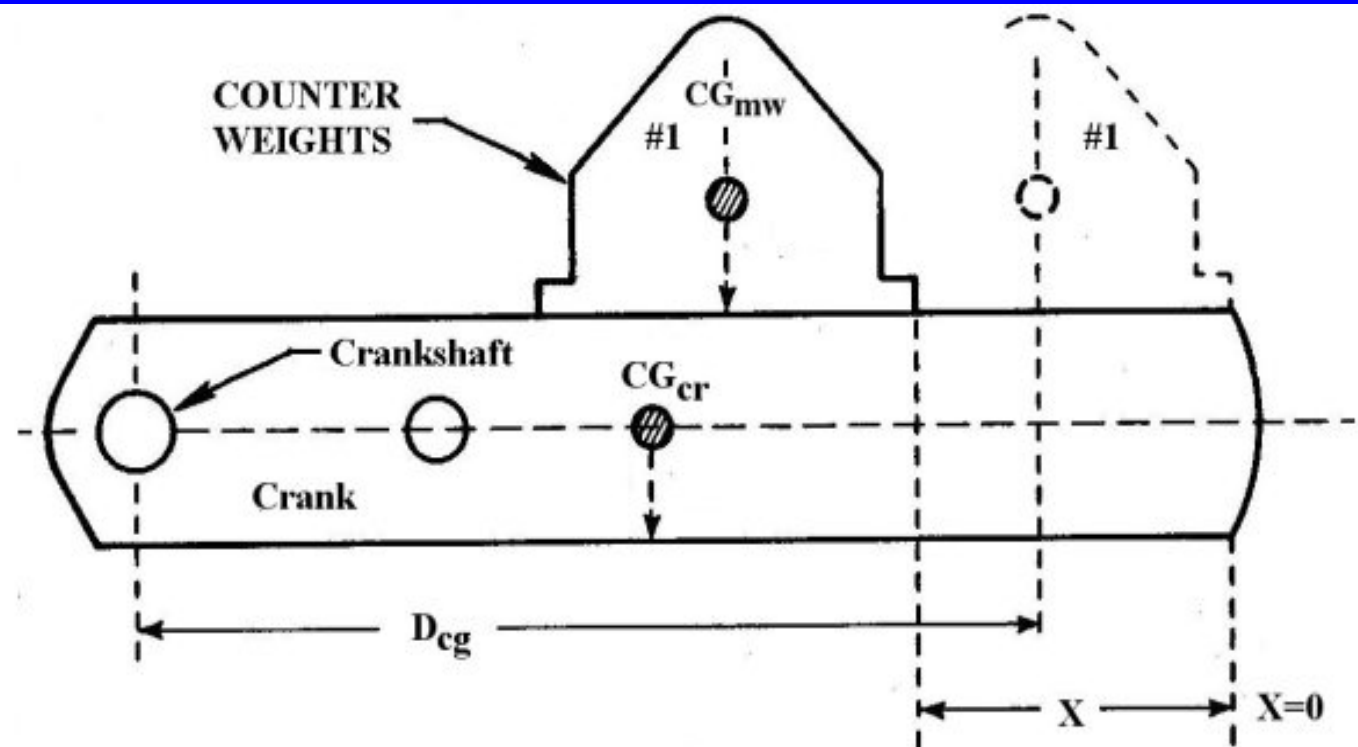 COUNTER
WEIGHTS
CGmw
#1
#1
Crankshaft
CGcr
Crank
Dcg
X
X=0